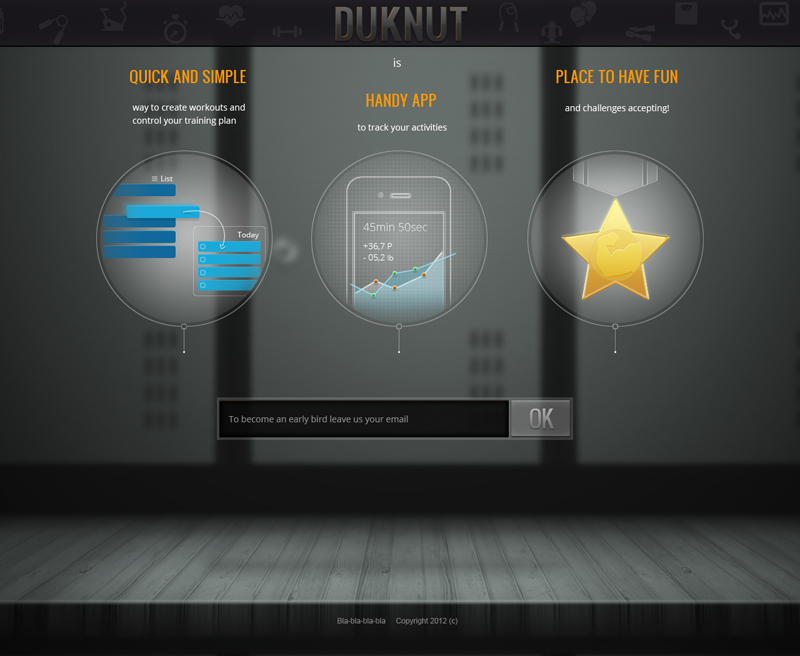 DUKNUT
is
QUICK AND SIMPLE
way to create workouts and
control your training plan
HANDY APP
to track your activities
PLACE TO HAVE FUN
and challenges accepting!
List
Today
45min 50sec
+36,7 P
- 05,2 lb
To become an early bird leave us your email
OK
Bla-bla-bla-bla Copyright 2012 (c)